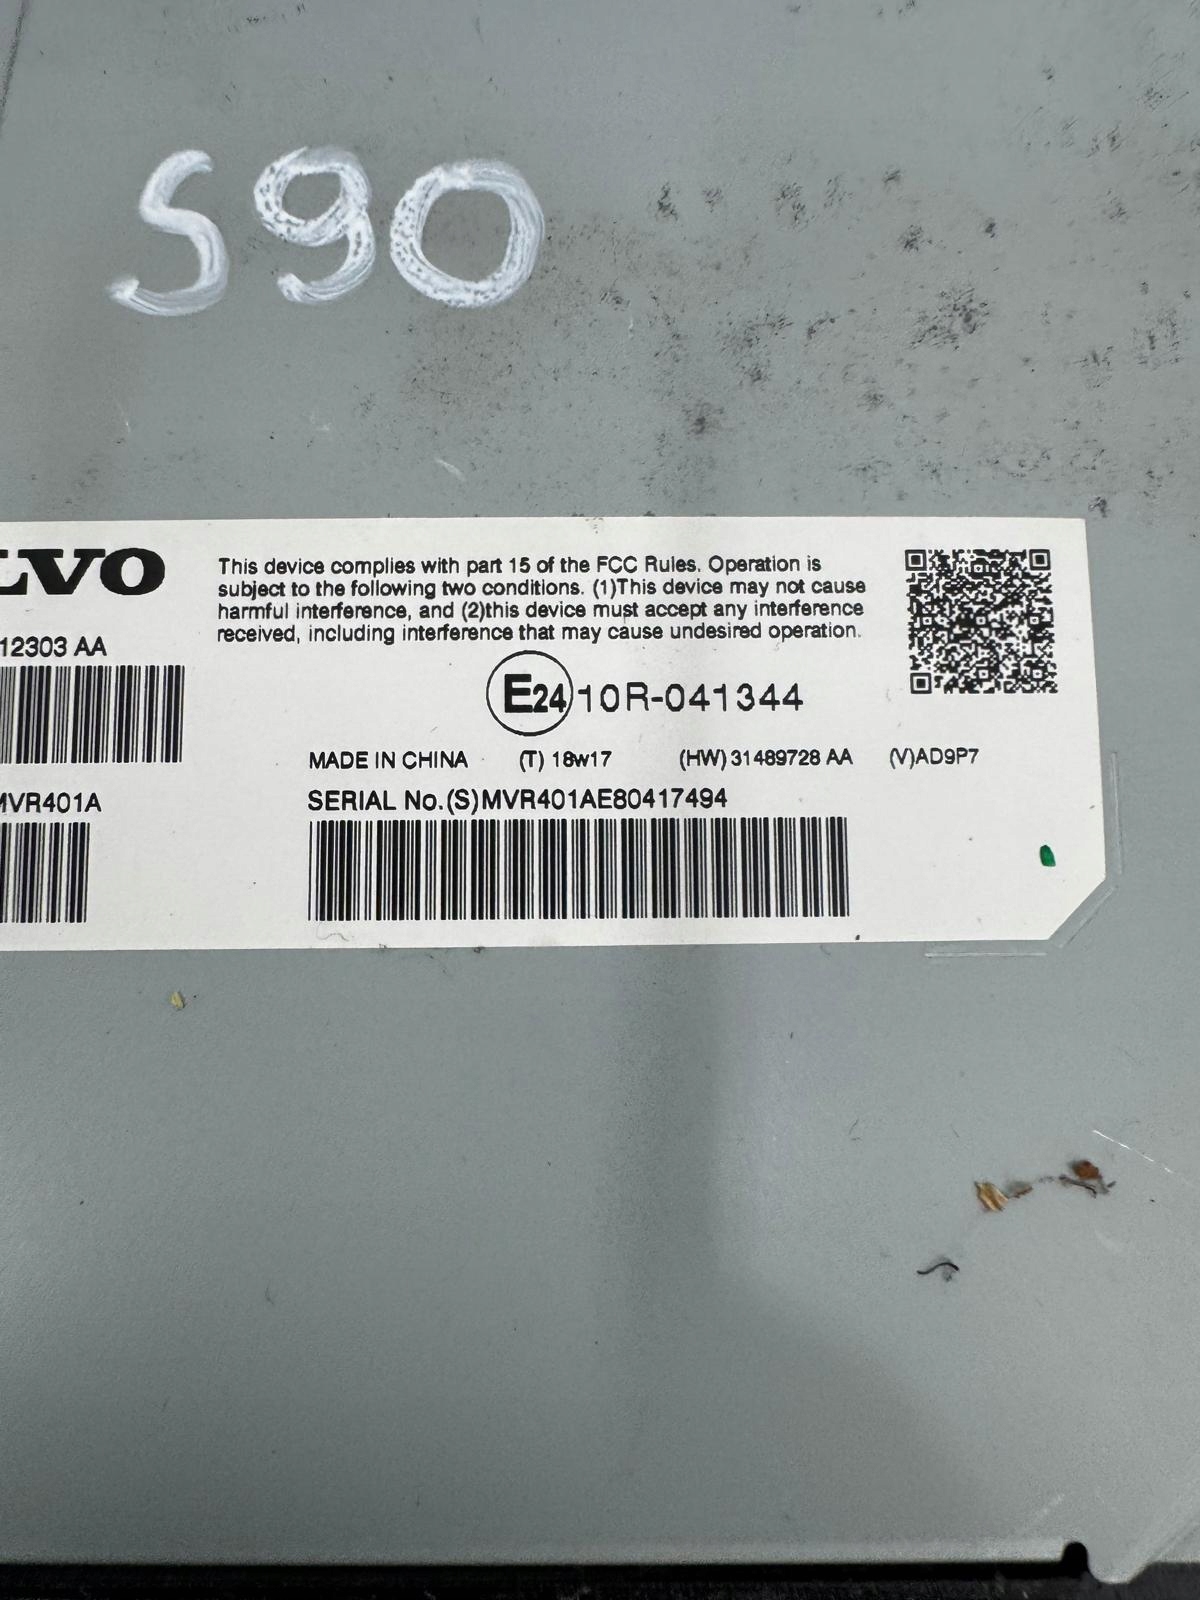 S90
LVO
This device complies with part 15 of the FCC Rules. Operation is
subject to the following two conditions. (1)This device may not cause
harmful interference, and (2)this device must accept any interference
received, including interference that may cause undesired operation.
12303 AA
E24 10R-041344
MADE IN CHINA (T) 18w17 (HW) 31489728 AA (V)AD9P7
MVR401A
SERIAL No.(S)MVR401AE80417494